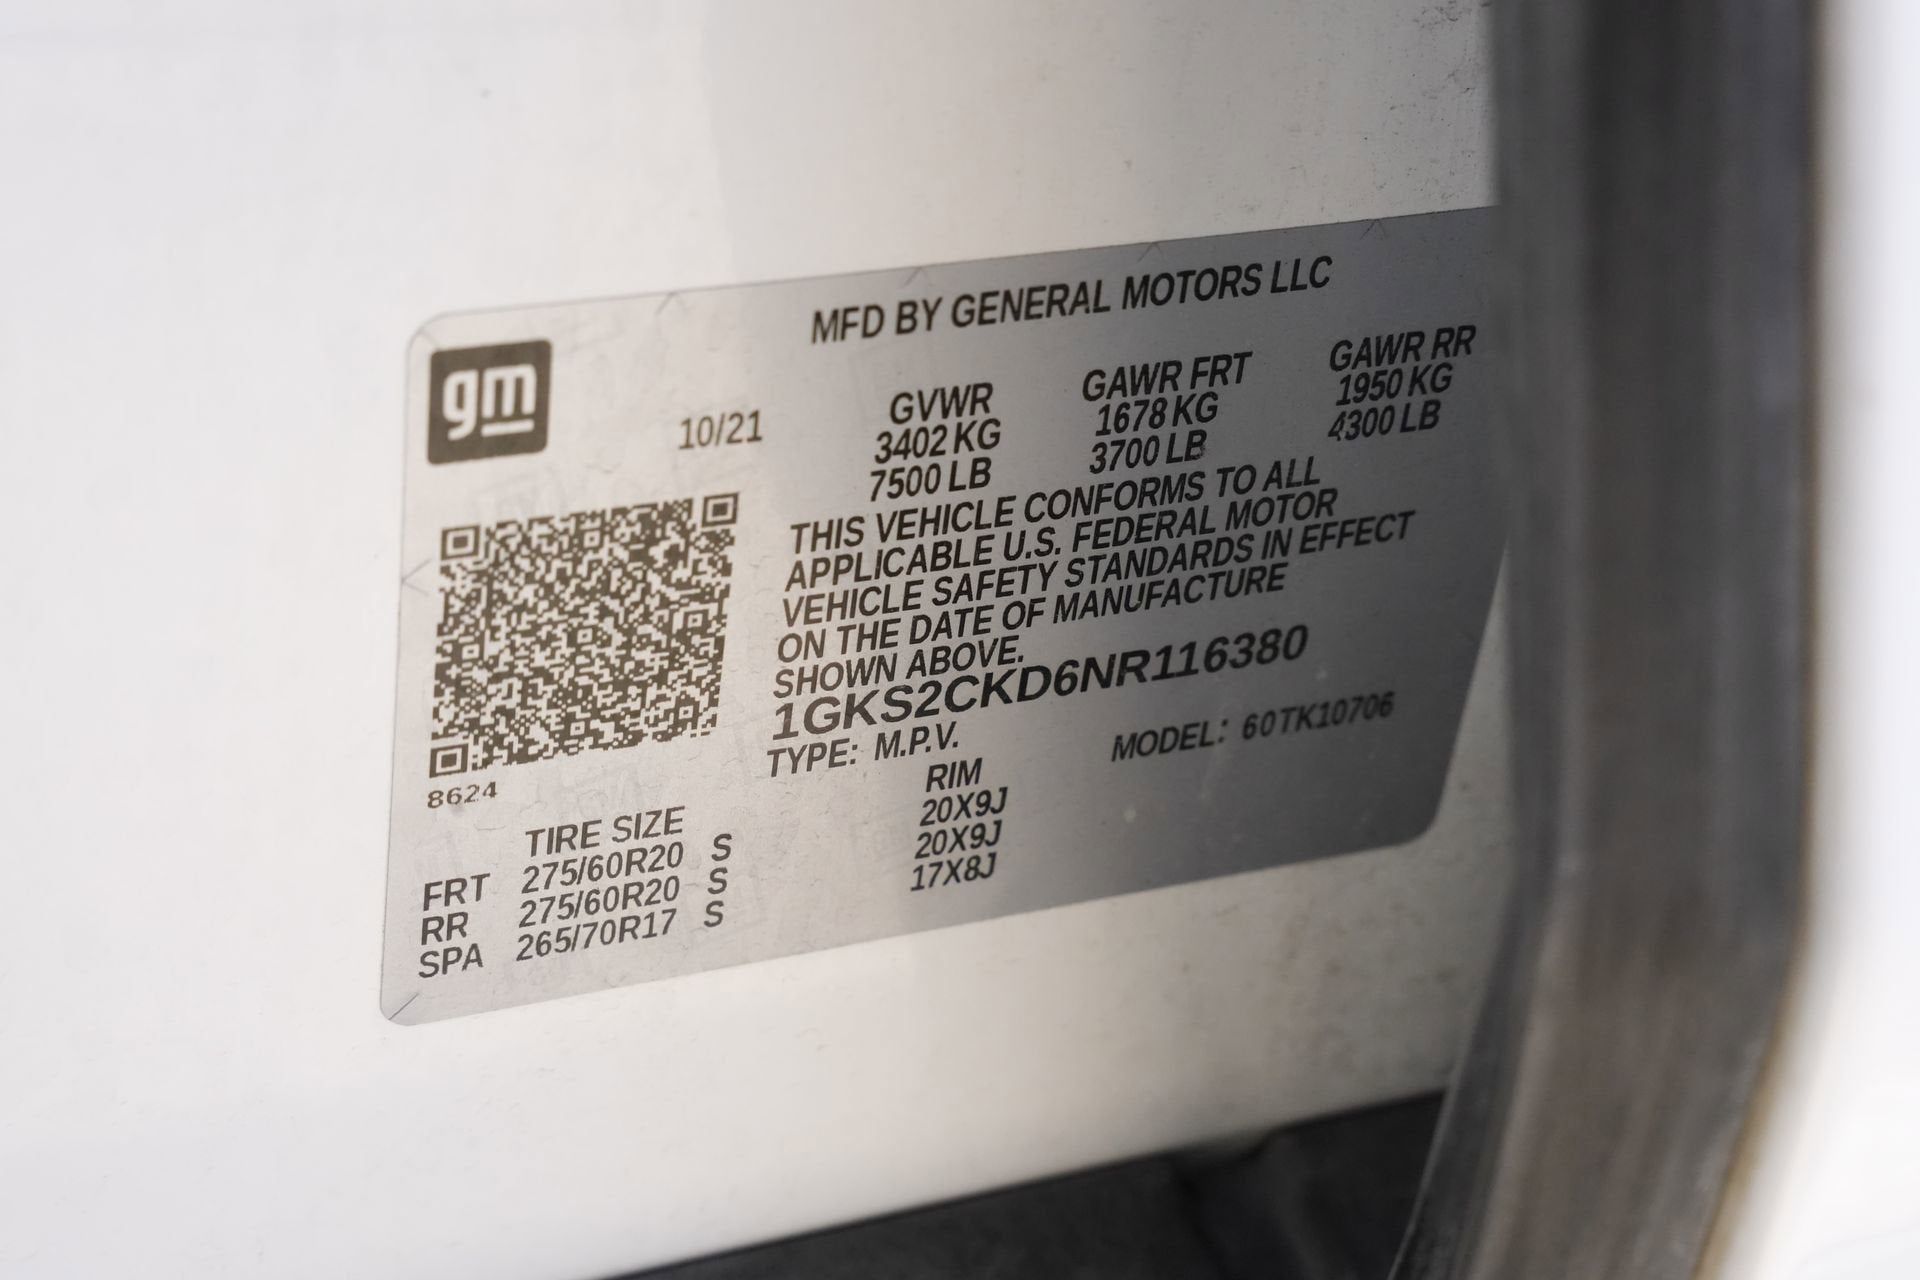 MFD BY GENERAL MOTORS LLC
gm
10/21
GVWR GAWR FRT GAWR RR
3402 KG 1678 KG 1950 KG
7500 LB 3700 LB 4300 LB
THIS VEHICLE CONFORMS TO ALL
APPLICABLE U.S. FEDERAL MOTOR
VEHICLE SAFETY STANDARDS IN EFFECT
ON THE DATE OF MANUFACTURE
SHOWN ABOVE.
1GKS2CKD6NR116380
TYPE: M.P.V. MODEL: 60TK10706
8624
TIRE SIZE RIM
FRT 275/60R20 S 20X9J
RR 275/60R20 S 20X9J
SPA 265/70R17 S 17X8J